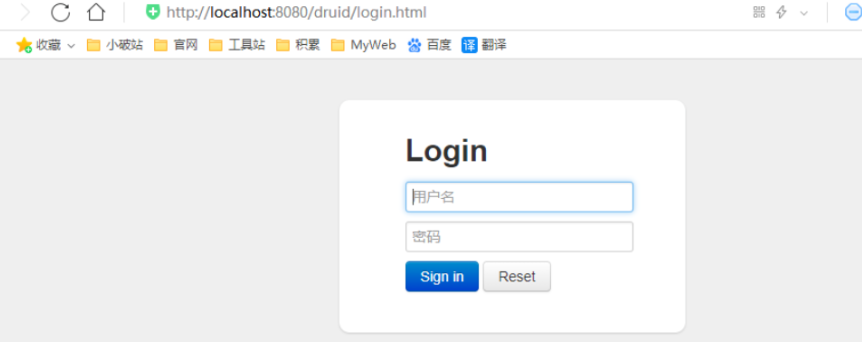 http://localhost:8080/druid/login.html
收藏 小破站 官网 工具站 积累 MyWeb 百度 译 翻译
Login
用户名
密码
Sign in Reset